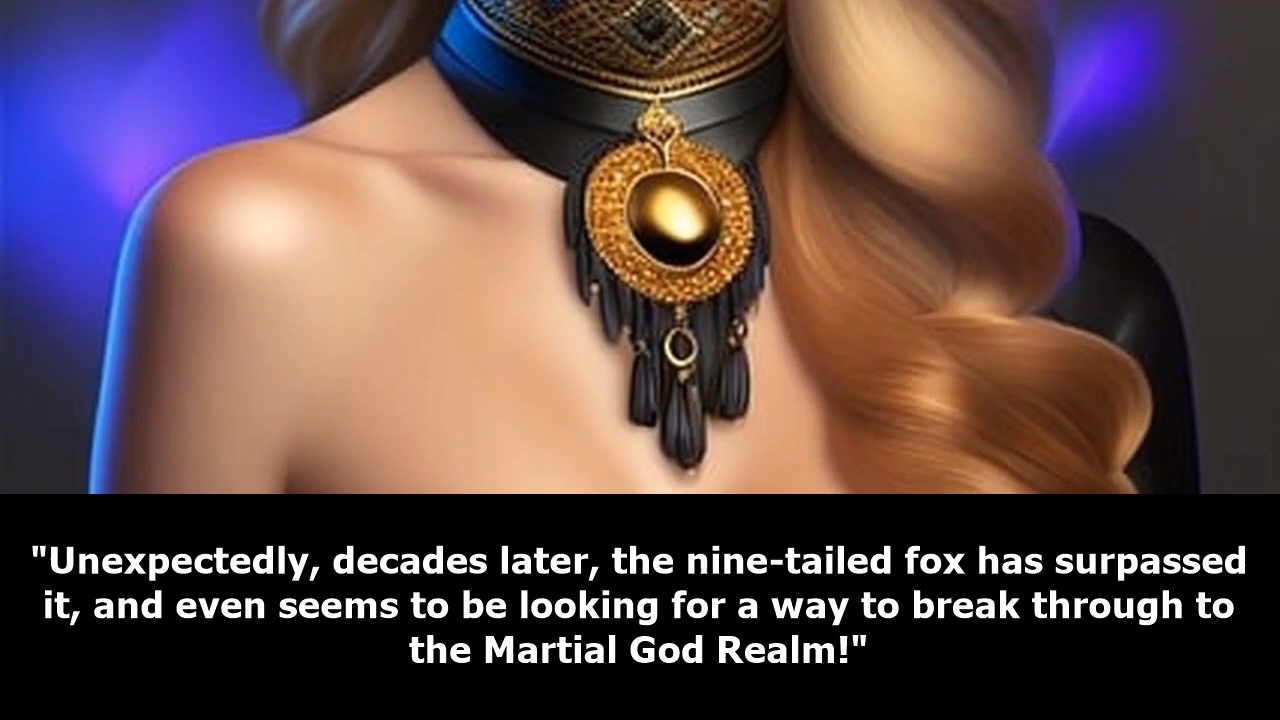 "Unexpectedly, decades later, the nine-tailed fox has surpassed
it, and even seems to be looking for a way to break through to
the Martial God Realm!"